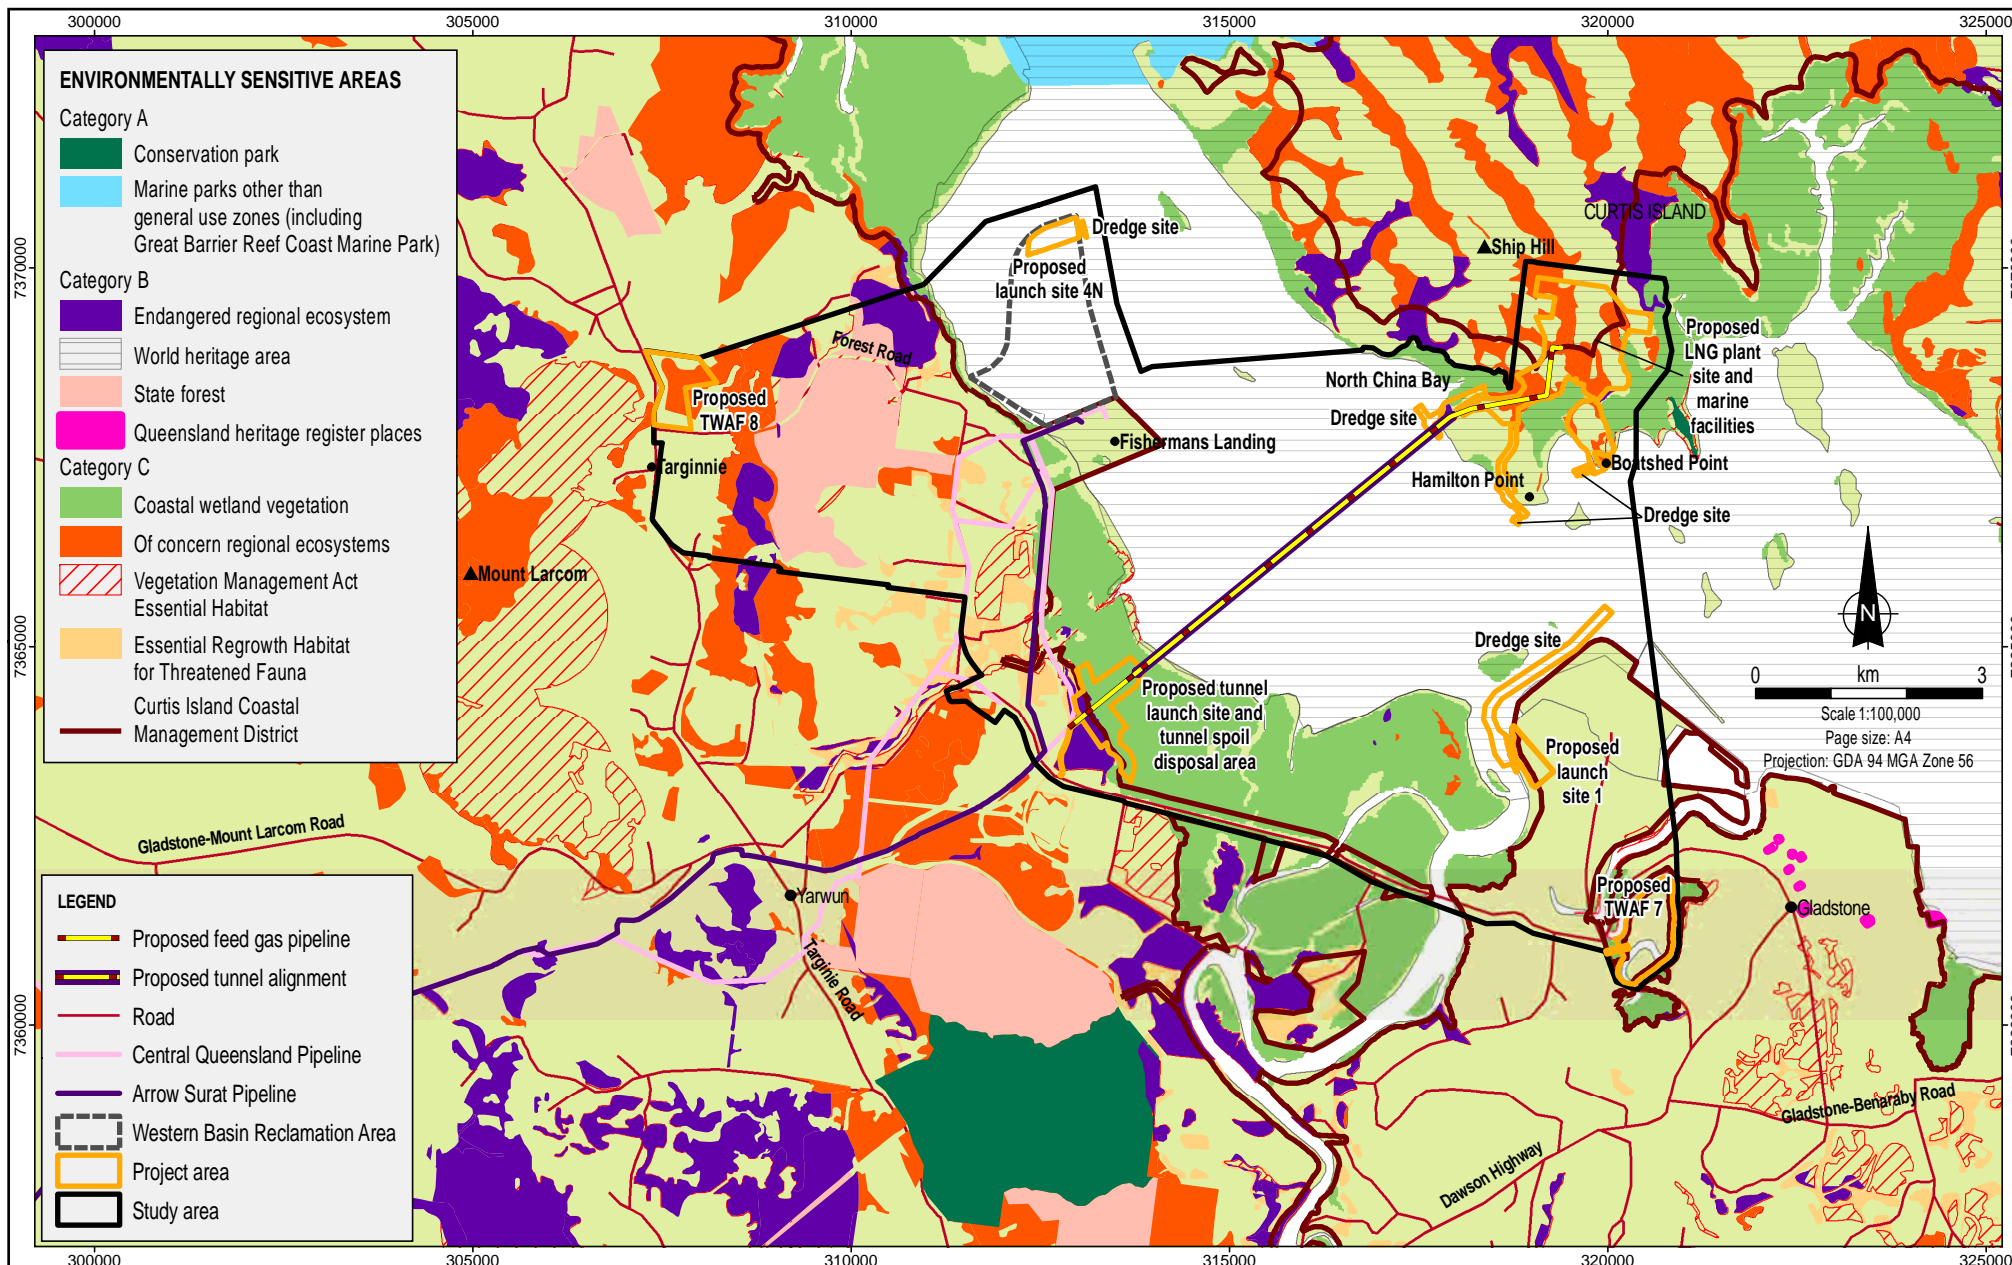 300000
305000
310000
315000
320000
325000
ENVIRONMENTALLY SENSITIVE AREAS
Category A
Conservation park
Marine parks other than
general use zones (including
Great Barrier Reef Coast Marine Park)
Category B
Endangered regional ecosystem
World heritage area
State forest
Queensland heritage register places
Category C
Coastal wetland vegetation
Of concern regional ecosystems
Vegetation Management Act
Essential Habitat
Essential Regrowth Habitat
for Threatened Fauna
Curtis Island Coastal
Management District
LEGEND
Proposed feed gas pipeline
Proposed tunnel alignment
Road
Central Queensland Pipeline
Arrow Surat Pipeline
Western Basin Reclamation Area
Project area
Study area
7370000
7365000
7360000
CURTIS ISLAND
Ship Hill
Dredge site
Proposed
launch site 4N
Forest Road
Proposed
TWAF 8
Targinnie
Mount Larcom
Fishermans Landing
North China Bay
Dredge site
Hamilton Point
Boatshed Point
Dredge site
Proposed
LNG plant
site and
marine
facilities
N
0 km 3
Scale 1:100,000
Page size: A4
Projection: GDA 94 MGA Zone 56
Dredge site
Proposed tunnel
launch site and
tunnel spoil
disposal area
Proposed
launch
site 1
Proposed
TWAF 7
Gladstone
Gladstone-Mount Larcom Road
Yarwun
Targinie Road
Gladstone-Benaraby Road
Dawson Highway
300000
305000
310000
315000
320000
325000